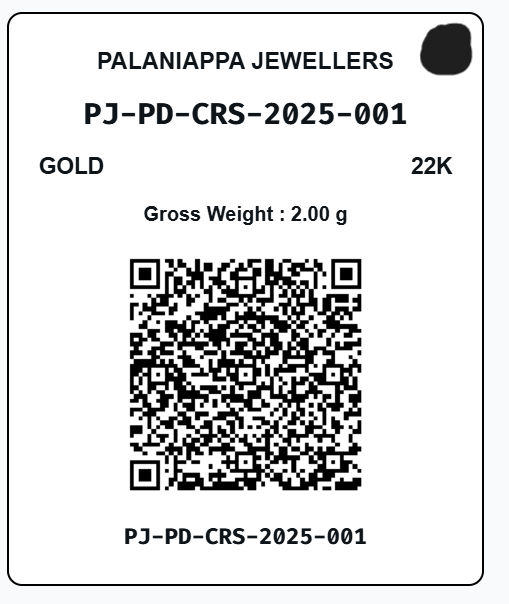 PALANIAPPA JEWELLERS
PJ-PD-CRS-2025-001
GOLD 22K
Gross Weight : 2.00 g
PJ-PD-CRS-2025-001